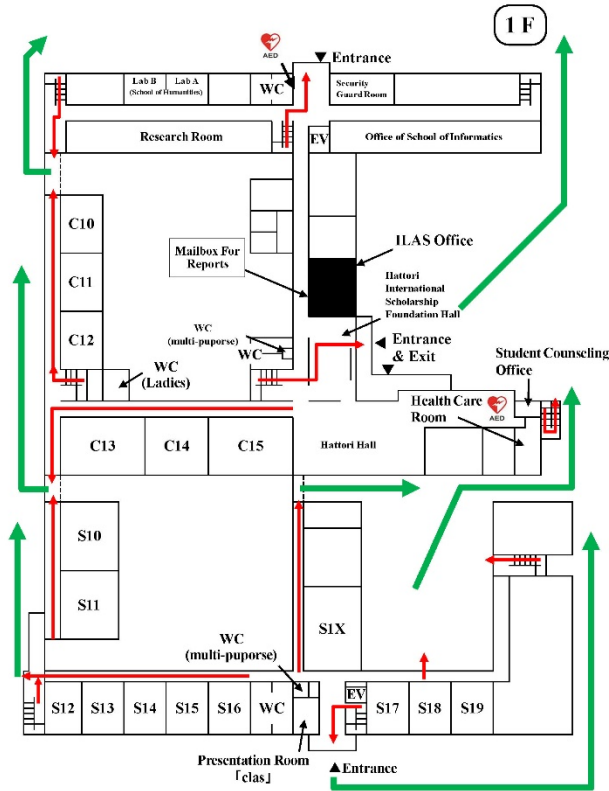 1 F
AED
Entrance
Lab B
Lab A
(School of Humanities)
WC
Security
Guard Room
Research Room
EV
Office of School of Informatics
C10
ILAS Office
Mailbox For
Reports
Hattori
International
Scholarship
Foundation Hall
C11
WC
(multi-puporse)
C12
WC
Entrance
& Exit
WC
(Ladies)
Student Counseling
Office
Health Care
Room
AED
C13
C14
C15
Hattori Hall
S10
S11
S1X
WC
(multi-puporse)
EV
S12
S13
S14
S15
S16
WC
S17
S18
S19
Presentation Room
「clas」
Entrance